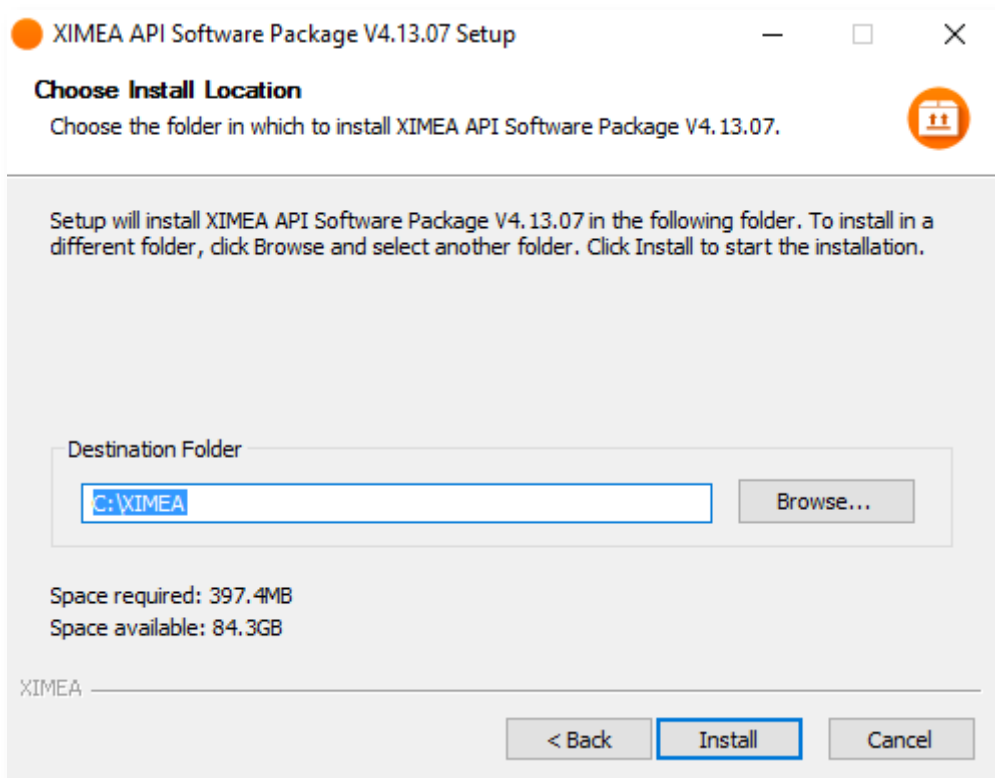 XIMEA API Software Package V4.13.07 Setup
Choose Install Location
Choose the folder in which to install XIMEA API Software Package V4.13.07.
Setup will install XIMEA API Software Package V4.13.07 in the following folder. To install in a
different folder, click Browse and select another folder. Click Install to start the installation.
Destination Folder
C:\XIMEA
Browse...
Space required: 397.4MB
Space available: 84.3GB
XIMEA
< Back
Install
Cancel